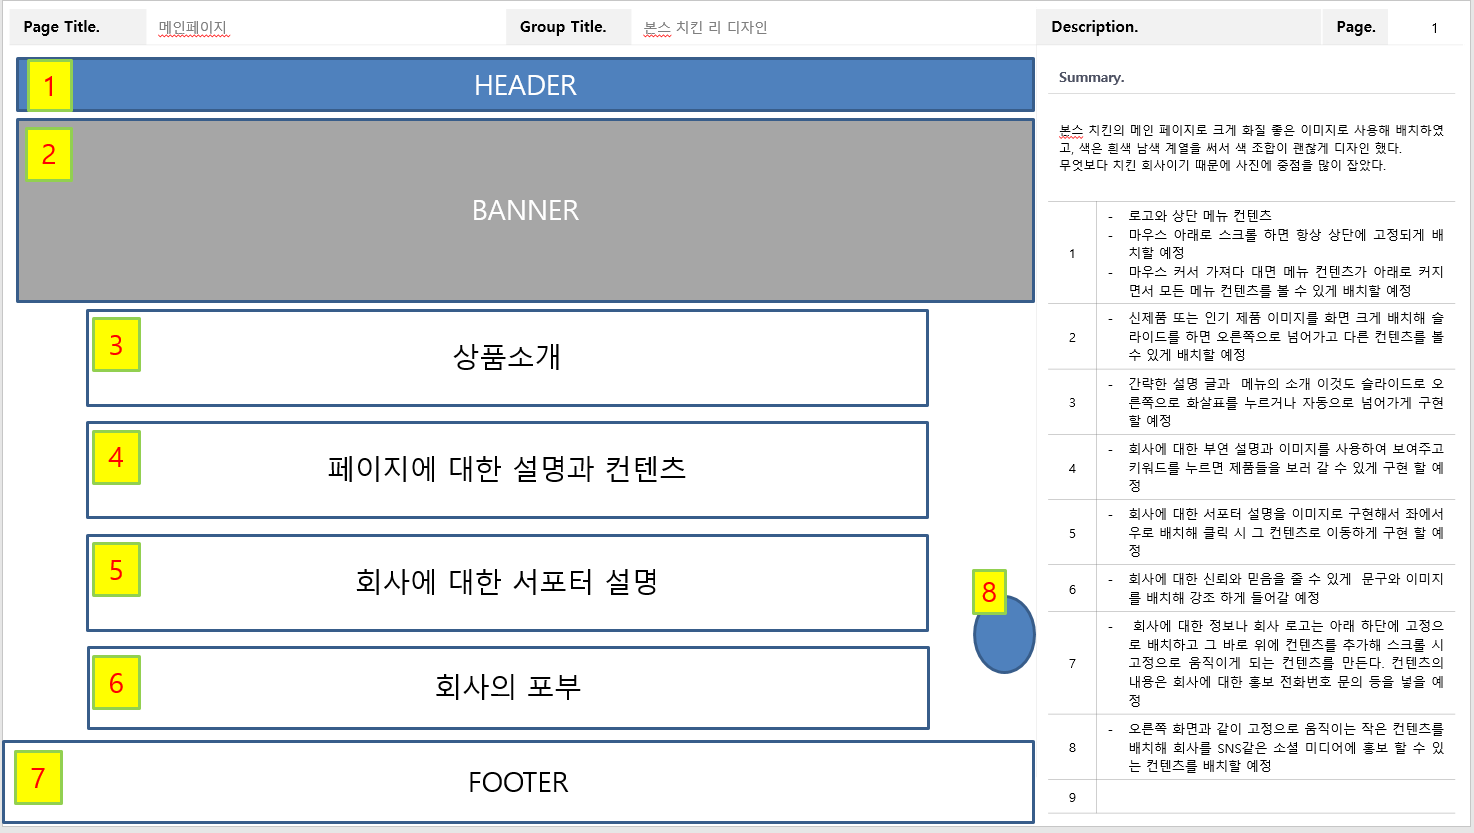 Page Title.
메인페이지
Group Title.
본스 치킨 리 디자인
Description.
Page.
1
1
HEADER
2
BANNER
3
상품소개
4
페이지에 대한 설명과 컨텐츠
5
회사에 대한 서포터 설명
8
6
회사의 포부
7
FOOTER
Summary.
본스 치킨의 메인 페이지로 크게 화질 좋은 이미지로 사용해 배치하였
고, 색은 흰색 남색 계열을 써서 색 조합이 괜찮게 디자인 했다.
무엇보다 치킨 회사이기 때문에 사진에 중점을 많이 잡았다.
1
- 로고와 상단 메뉴 컨텐츠
- 마우스 아래로 스크롤 하면 항상 상단에 고정되게 배
치할 예정
- 마우스 커서 가져다 대면 메뉴 컨텐츠가 아래로 커지
면서 모든 메뉴 컨텐츠를 볼 수 있게 배치할 예정
2
- 신제품 또는 인기 제품 이미지를 화면 크게 배치해 슬
라이드를 하면 오른쪽으로 넘어가고 다른 컨텐츠를 볼
수 있게 배치할 예정
3
- 간략한 설명 글과 메뉴의 소개 이것도 슬라이드로 오
른쪽으로 화살표를 누르거나 자동으로 넘어가게 구현
할 예정
4
- 회사에 대한 부연 설명과 이미지를 사용하여 보여주고
키워드를 누르면 제품들을 보러 갈 수 있게 구현 할 예
정
5
- 회사에 대한 서포터 설명을 이미지로 구현해서 좌에서
우로 배치해 클릭 시 그 컨텐츠로 이동하게 구현 할 예
정
6
- 회사에 대한 신뢰와 믿음을 줄 수 있게 문구와 이미지
를 배치해 강조 하게 들어갈 예정
7
- 회사에 대한 정보나 회사 로고는 아래 하단에 고정으
로 배치하고 그 바로 위에 컨텐츠를 추가해 스크롤 시
고정으로 움직이게 되는 컨텐츠를 만든다. 컨텐츠의
내용은 회사에 대한 홍보 전화번호 문의 등을 넣을 예
정
8
- 오른쪽 화면과 같이 고정으로 움직이는 작은 컨텐츠를
배치해 회사를 SNS같은 소셜 미디어에 홍보 할 수 있
는 컨텐츠를 배치할 예정
9